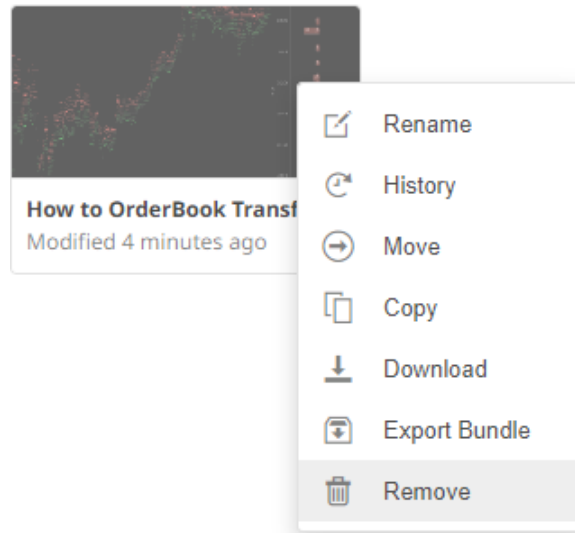 How to OrderBook Transf
Modified 4 minutes ago
Rename
History
Move
Copy
Download
Export Bundle
Remove